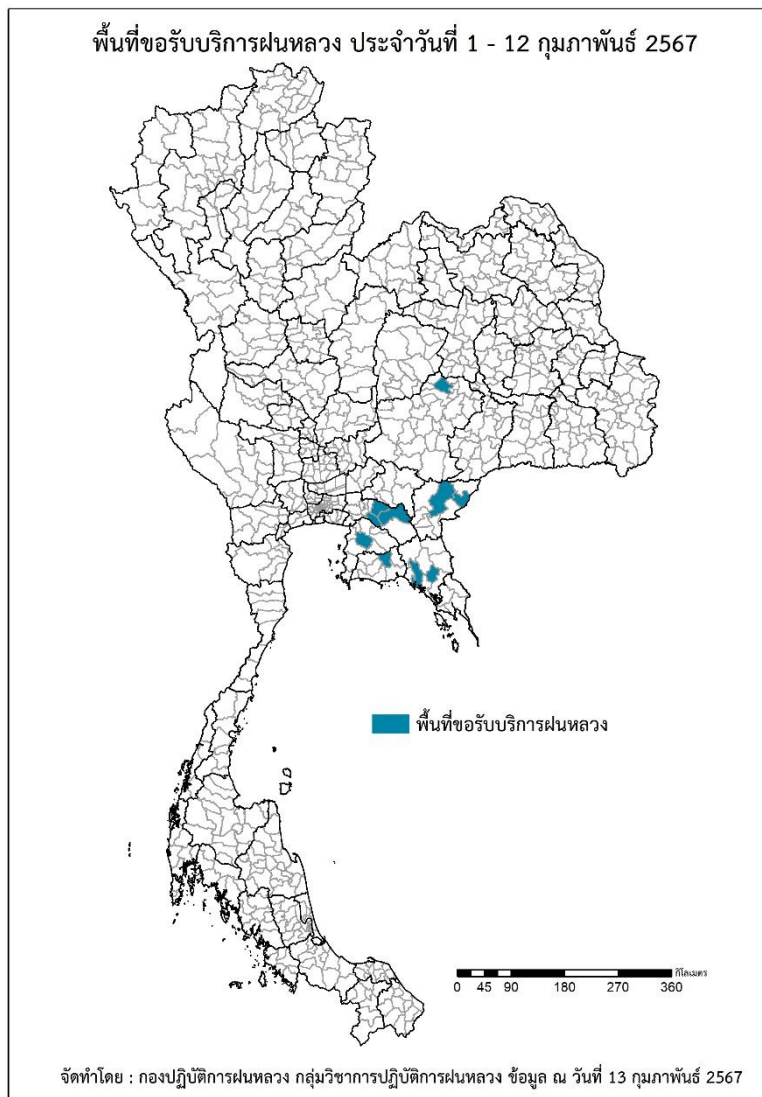 พื้นที่ขอรับบริการฝนหลวง ประจำวันที่ 1 - 12 กุมภาพันธ์ 2567
พื้นที่ขอรับบริการฝนหลวง
กิโลเมตร
0 45 90 180 270 360
จัดทำโดย : กองปฏิบัติการฝนหลวง กลุ่มวิชาการปฏิบัติการฝนหลวง ข้อมูล ณ วันที่ 13 กุมภาพันธ์ 2567